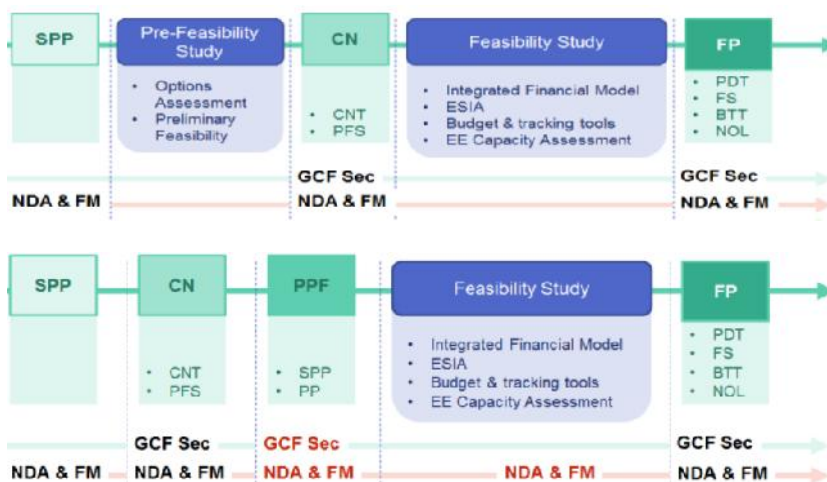 SPP
Pre-Feasibility
Study
CN
Feasibility Study
FP
• Options
Assessment
• Preliminary
Feasibility
• CNT
• PFS
• Integrated Financial Model
• ESIA
• Budget & tracking tools
• EE Capacity Assessment
• PDT
• FS
• BTT
• NOL
GCF Sec
GCF Sec
NDA & FM
NDA & FM
NDA & FM
SPP
CN
PPF
Feasibility Study
FP
• CNT
• PFS
• SPP
• PP
• Integrated Financial Model
• ESIA
• Budget & tracking tools
• EE Capacity Assessment
• PDT
• FS
• BTT
• NOL
GCF Sec
GCF Sec
GCF Sec
NDA & FM
NDA & FM
NDA & FM
NDA & FM
NDA & FM